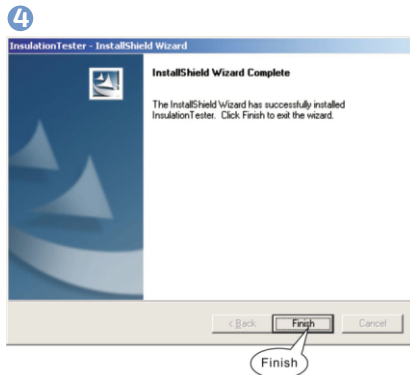 4
InsulationTester - InstallShield Wizard
InstallShield Wizard Complete
The InstallShield Wizard has successfully installed
InsulationTester. Click Finish to exit the wizard.
< Back Finish Cancel
Finish